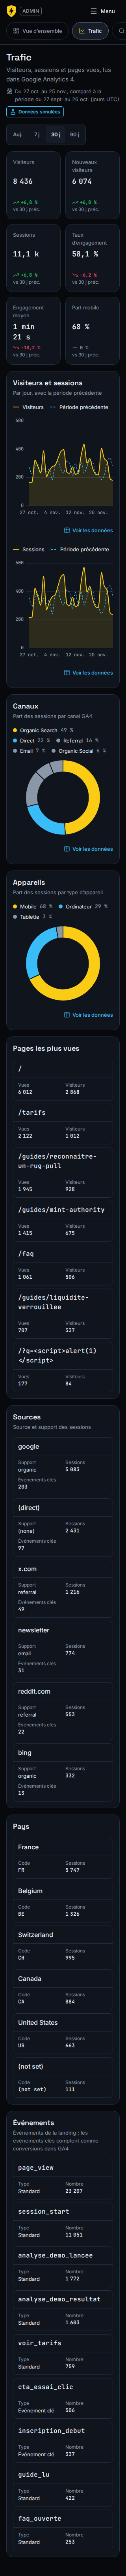 ADMIN
Menu
Vue d'ensemble
Trafic
Trafic
Visiteurs, sessions et pages vues, lus
dans Google Analytics 4.
Du 27 oct. au 25 nov., comparé à la
période du 27 sept. au 26 oct. (jours UTC)
Données simulées
Auj.
7 j
30 j
90 j
Visiteurs
8 436
+6,8 %
vs 30 j préc.
Nouveaux
visiteurs
6 074
+6,8 %
vs 30 j préc.
Sessions
11,1 k
+6,8 %
vs 30 j préc.
Taux
d'engagement
58,1 %
vs 30 j préc.
Engagement
moyen
1 min
21 s
vs 30 j préc.
Part mobile
68 %
0 %
vs 30 j préc.
Visiteurs et sessions
Par jour, avec la période précédente
Visiteurs
Période précédente
600
400
200
0
27 oct.
4 nov.
12 nov.
20 nov.
Voir les données
Sessions
Période précédente
600
400
200
0
27 oct.
4 nov.
12 nov.
20 nov.
Voir les données
Canaux
Part des sessions par canal GA4
Organic Search 49 %
Direct 22 %
Referral 16 %
Email 7 %
Organic Social 6 %
Voir les données
Appareils
Part des sessions par type d'appareil
Mobile 68 %
Ordinateur 29 %
Tablette 3 %
Voir les données
Pages les plus vues
/
Vues
6 012
Visiteurs
2 868
/tarifs
Vues
2 122
Visiteurs
1 012
/guides/reconnaitre-
un-rug-pull
Vues
1 945
Visiteurs
928
/guides/mint-authority
Vues
1 415
Visiteurs
675
/faq
Vues
1 061
Visiteurs
506
/guides/liquidite-
verrouillee
Vues
707
Visiteurs
337
/?q=<script>alert(1)
</script>
Vues
177
Visiteurs
84
Sources
Source et support des sessions
google
Support
organic
Sessions
5 083
Événements clés
203
(direct)
Support
(none)
Sessions
2 431
Événements clés
97
x.com
Support
referral
Sessions
1 216
Événements clés
49
newsletter
Support
email
Sessions
774
Événements clés
31
reddit.com
Support
referral
Sessions
553
Événements clés
22
bing
Support
organic
Sessions
332
Événements clés
13
Pays
France
Code
FR
Sessions
5 747
Belgium
Code
BE
Sessions
1 326
Switzerland
Code
CH
Sessions
995
Canada
Code
CA
Sessions
884
United States
Code
US
Sessions
663
(not set)
Code
(not set)
Sessions
111
Événements
Événements de la landing ; les
événements clés comptent comme
conversions dans GA4
page_view
Type
Standard
Nombre
23 207
session_start
Type
Standard
Nombre
11 051
analyse_demo_lancee
Type
Standard
Nombre
1 772
analyse_demo_resultat
Type
Standard
Nombre
1 603
voir_tarifs
Type
Standard
Nombre
759
cta_essai_clic
Type
Événement clé
Nombre
506
inscription_debut
Type
Événement clé
Nombre
337
guide_lu
Type
Standard
Nombre
422
faq_ouverte
Type
Standard
Nombre
253